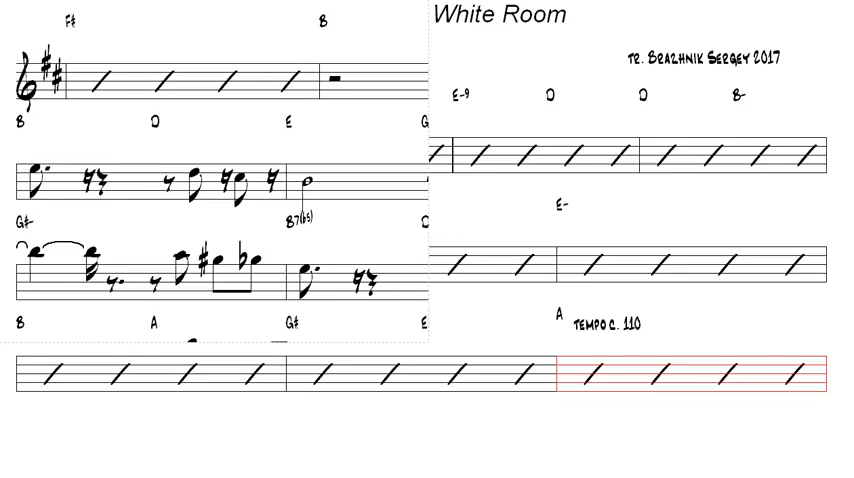 White Room
F# B
TR. BRAZHNIK SERGEY 2017
E-9 D D B-
B D E G
E-
G#- B7(b5)
A
TEMPO C. 110
B A G# E